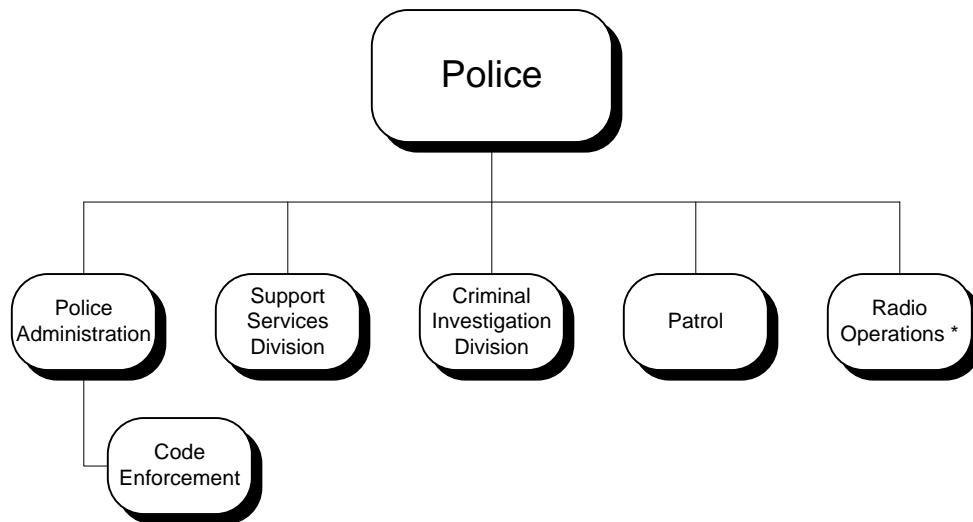 Police
Police
Administration
Support
Services
Division
Criminal
Investigation
Division
Patrol
Radio
Operations *
Code
Enforcement